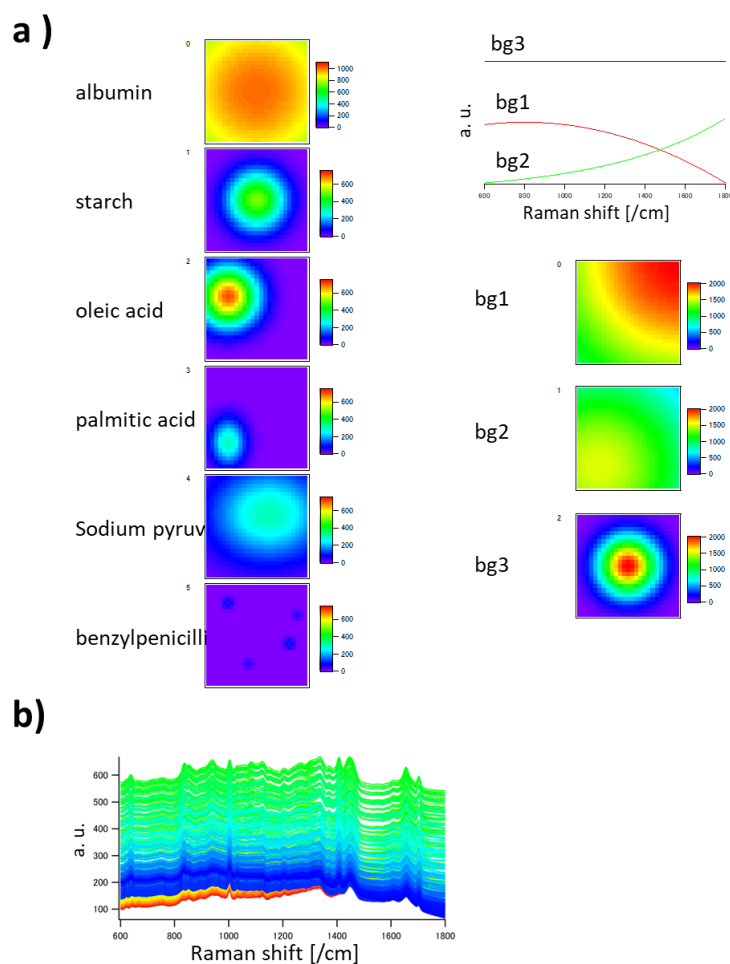 a )
albumin
0
1000
800
600
400
200
0
starch
1
600
400
200
0
oleic acid
2
600
400
200
0
palmitic acid
3
600
400
200
0
Sodium pyruv
4
600
400
200
0
benzylpenicilli
5
600
400
200
0
bg3
bg1
bg2
a. u.
600 800 1000 1200 1400 1600 1800
Raman shift [/cm]
bg1
0
2000
1500
1000
500
0
bg2
1
2000
1500
1000
500
0
bg3
2
2000
1500
1000
500
0
b)
a. u.
600
500
400
300
200
100
600 800 1000 1200 1400 1600 1800
Raman shift [/cm]